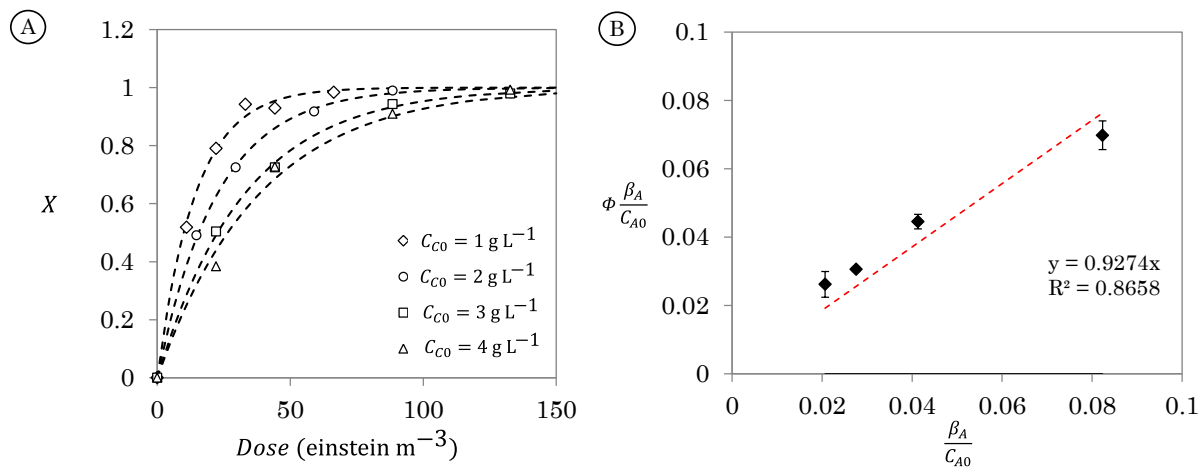 A
1.2
1
0.8
0.6
0.4
0.2
0
X
0 50 100 150
Dose (einstein m⁻³)
C_C0 = 1 g L⁻¹
C_C0 = 2 g L⁻¹
C_C0 = 3 g L⁻¹
C_C0 = 4 g L⁻¹
B
0.1
0.08
0.06
0.04
0.02
0
Φ β_A/C_A0
y = 0.9274x
R² = 0.8658
0 0.02 0.04 0.06 0.08 0.1
β_A/C_A0